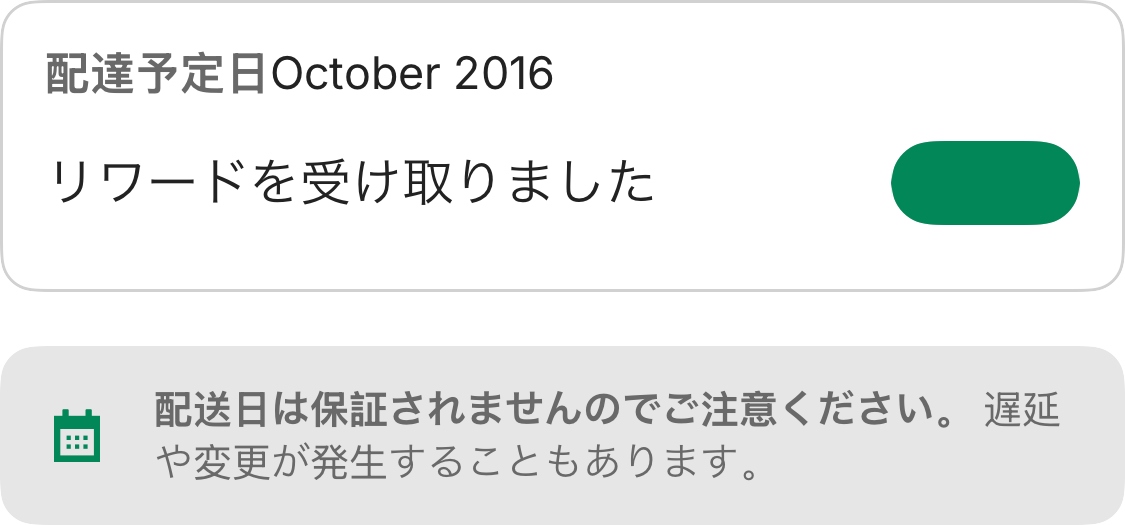 配達予定日October 2016
リワードを受け取りました
配送日は保証されませんのでご注意ください。 遅延
や変更が発生することもあります。